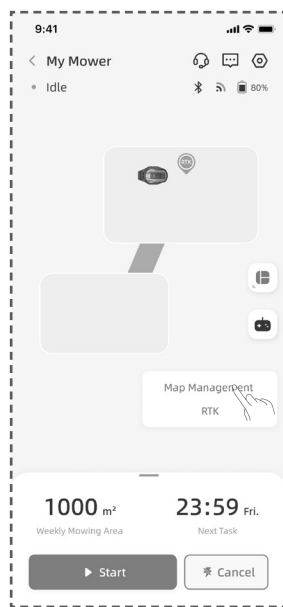 9:41
My Mower
Idle
80%
RTK
Map Management
RTK
1000 m²
23:59 Fri.
Weekly Mowing Area
Next Task
Start
Cancel